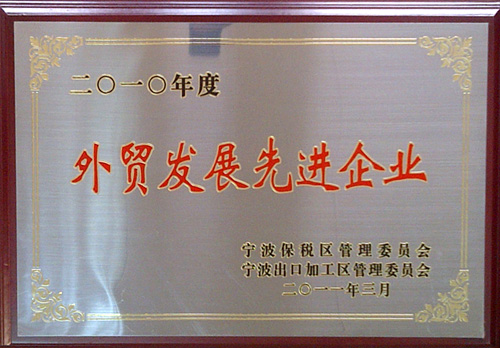 二〇一〇年度
外贸发展先进企业
宁波保税区管理委员会
宁波出口加工区管理委员会
二〇一一年三月